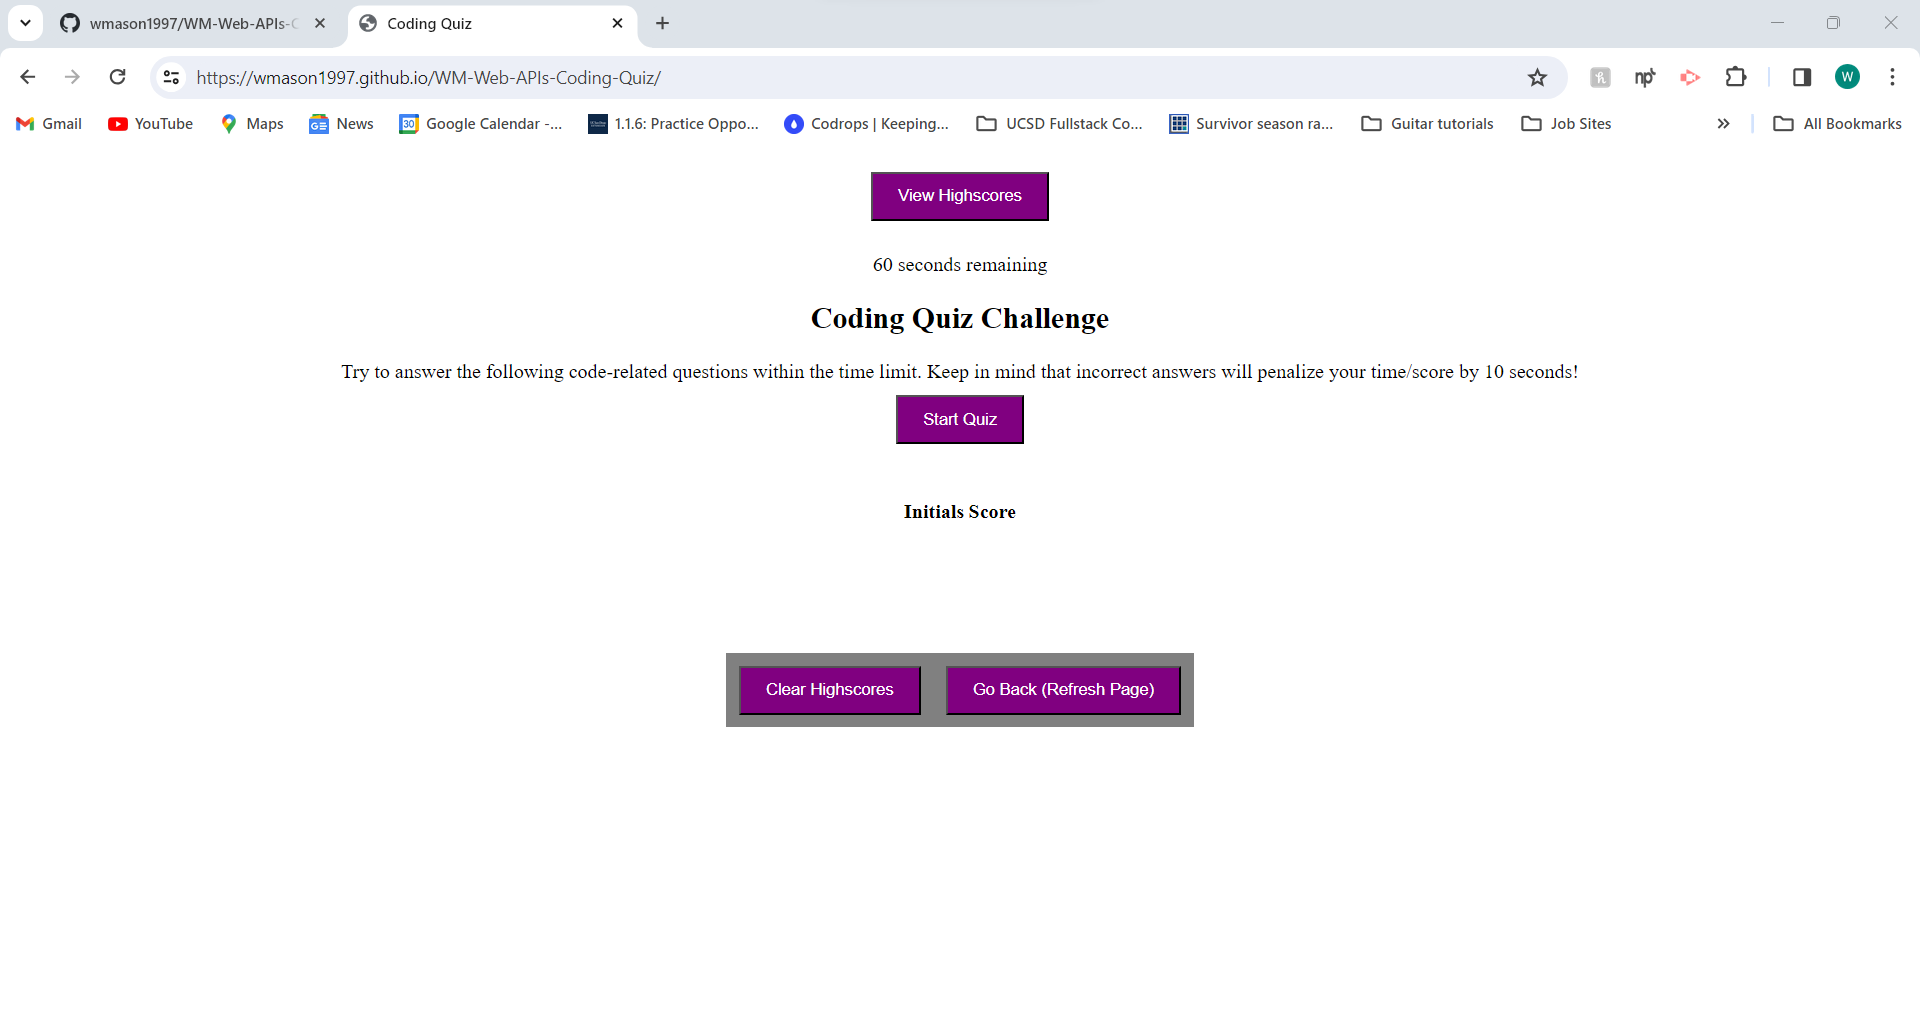 wmason1997/WM-Web-APIs-C
Coding Quiz
https://wmason1997.github.io/WM-Web-APIs-Coding-Quiz/
W
Gmail YouTube Maps News Google Calendar -... 1.1.6: Practice Oppo... Codrops | Keeping... UCSD Fullstack Co... Survivor season ra... Guitar tutorials Job Sites » All Bookmarks
View Highscores
60 seconds remaining
Coding Quiz Challenge
Try to answer the following code-related questions within the time limit. Keep in mind that incorrect answers will penalize your time/score by 10 seconds!
Start Quiz
Initials Score
Clear Highscores Go Back (Refresh Page)